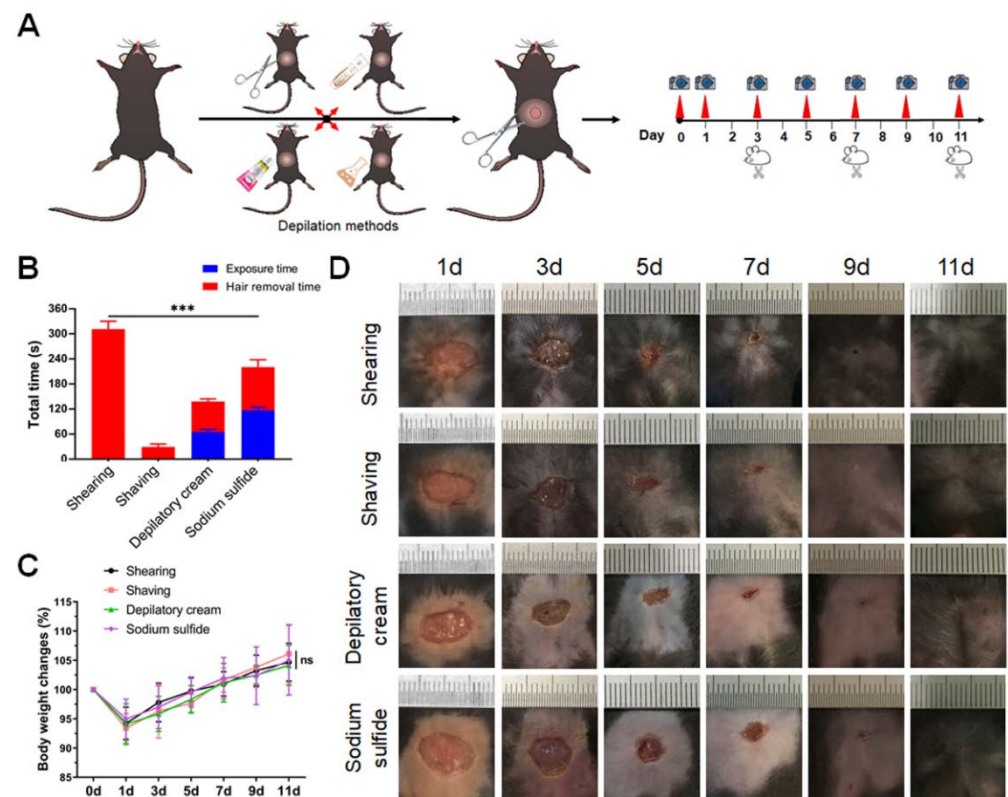 A
Depilation methods
Day 0 1 2 3 4 5 6 7 8 9 10 11
B
Exposure time
Hair removal time
***
Total time (s)
360
300
240
180
120
60
0
Shearing
Shaving
Depilatory cream
Sodium sulfide
C
Shearing
Shaving
Depilatory cream
Sodium sulfide
Body weight changes (%)
115
110
105
100
95
90
85
ns
0d 1d 3d 5d 7d 9d 11d
D
1d 3d 5d 7d 9d 11d
Shearing
Shaving
Depilatory
cream
Sodium
sulfide